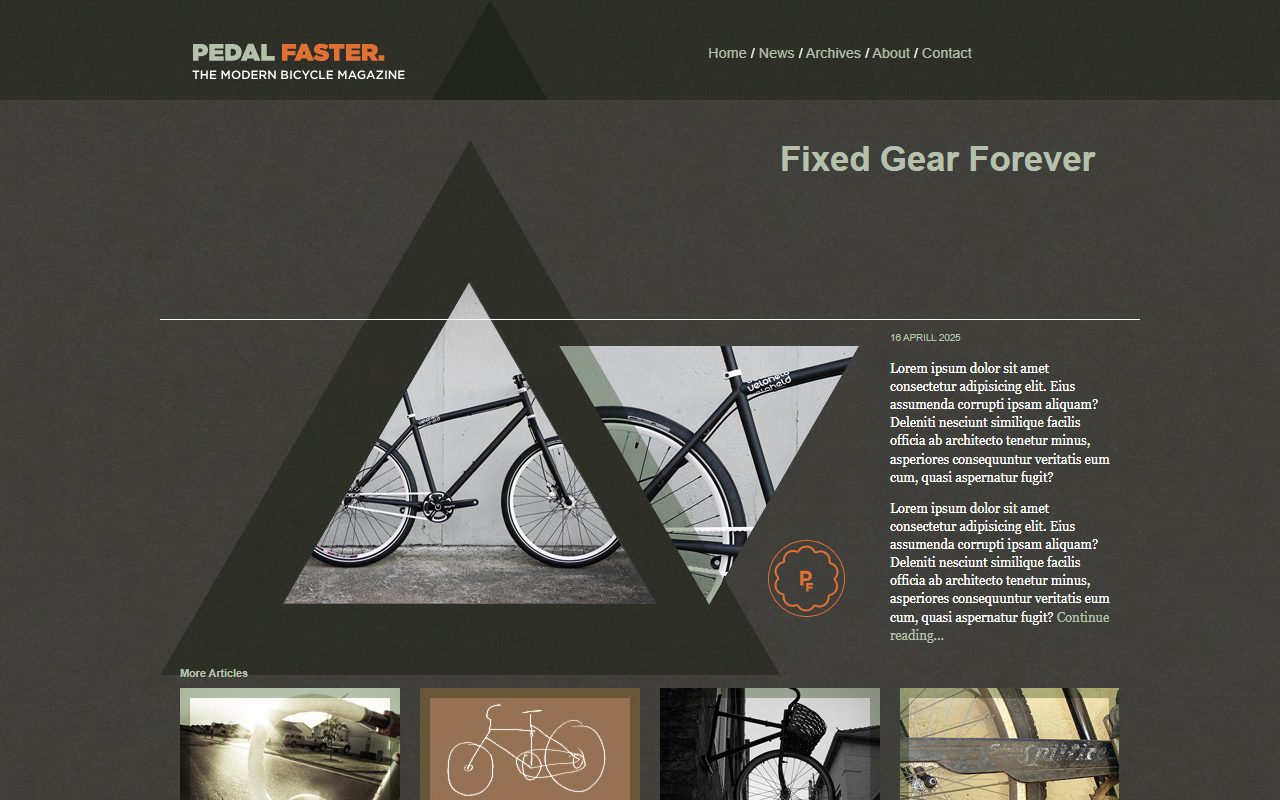 PEDAL FASTER.
THE MODERN BICYCLE MAGAZINE
Home / News / Archives / About / Contact
Fixed Gear Forever
16 APRILL 2025
Lorem ipsum dolor sit amet
consectetur adipisicing elit. Eius
assumenda corrupti ipsam aliquam?
Deleniti nesciunt similique facilis
officia ab architecto tenetur minus,
asperiores consequuntur veritatis eum
cum, quasi aspernatur fugit?
Lorem ipsum dolor sit amet
consectetur adipisicing elit. Eius
assumenda corrupti ipsam aliquam?
Deleniti nesciunt similique facilis
officia ab architecto tenetur minus,
asperiores consequuntur veritatis eum
cum, quasi aspernatur fugit? Continue
reading...
veloheld
veloheld
PF
More Articles
Spitfire